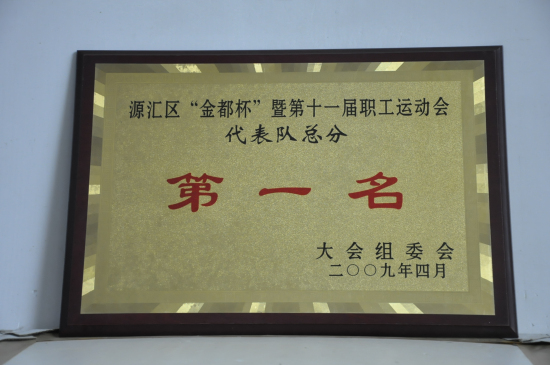 源汇区“金都杯”暨第十一届职工运动会
代表队总分
第一名
大会组委会
二〇〇九年四月